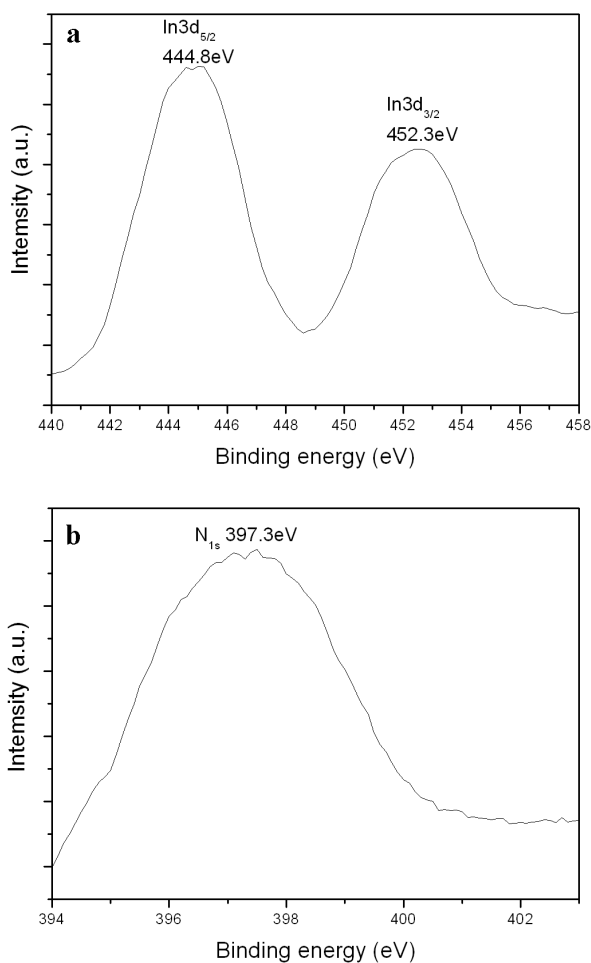 a
In3d5/2
444.8eV
In3d3/2
452.3eV
Intemsity (a.u.)
440 442 444 446 448 450 452 454 456 458
Binding energy (eV)
b
N1s 397.3eV
Intemsity (a.u.)
394 396 398 400 402
Binding energy (eV)